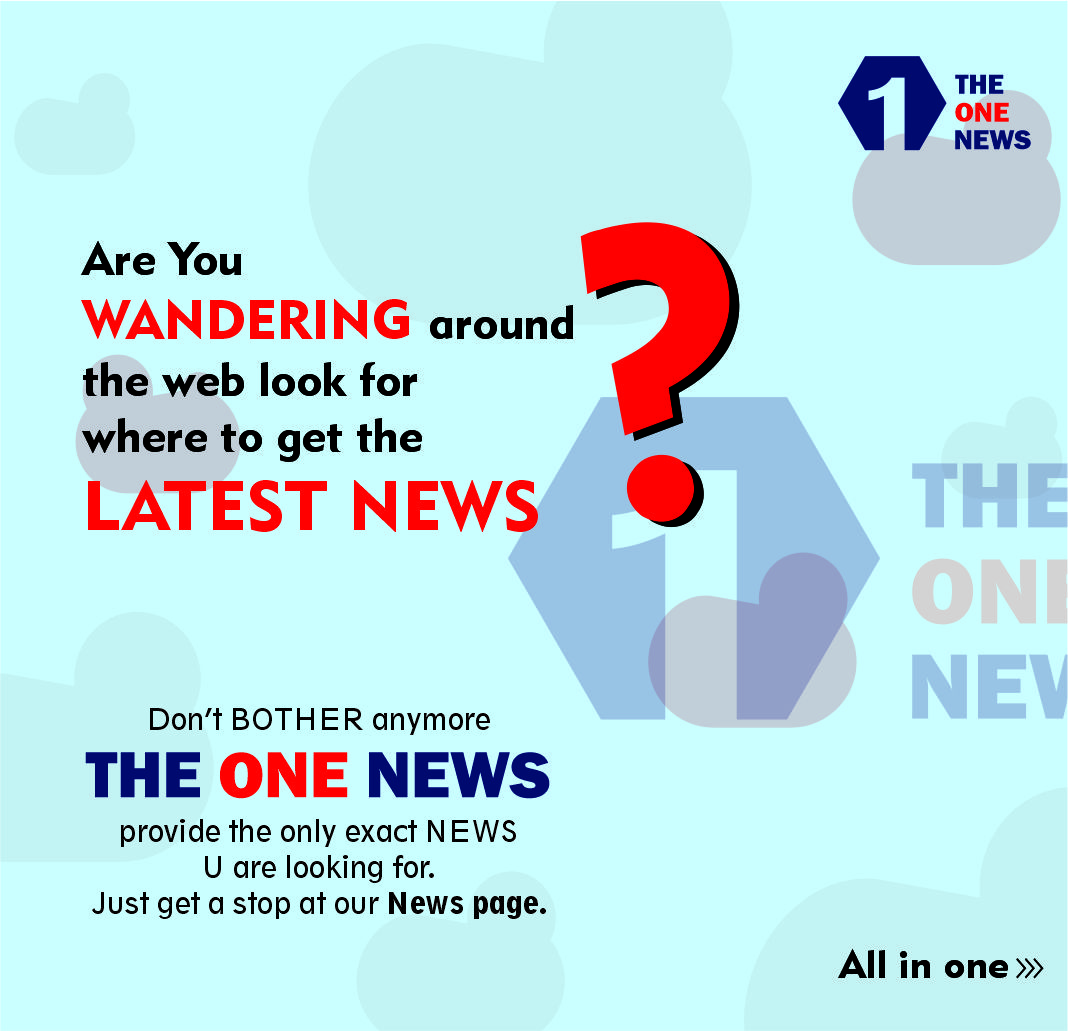 1
THE
ONE
NEWS
Are You
WANDERING around
the web look for
where to get the
LATEST NEWS
?
1
THE
ONE
NEW
Don't BOTHER anymore
THE ONE NEWS
provide the only exact NEWS
U are looking for.
Just get a stop at our News page.
All in one >>>